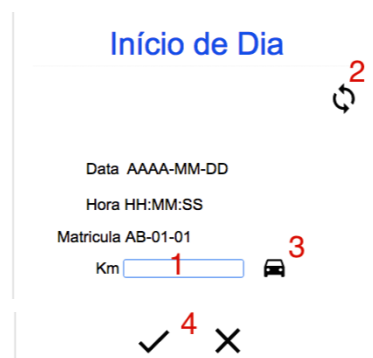 Início de Dia
2
Data AAAA-MM-DD
Hora HH:MM:SS
Matricula AB-01-01
3
Km 1
4